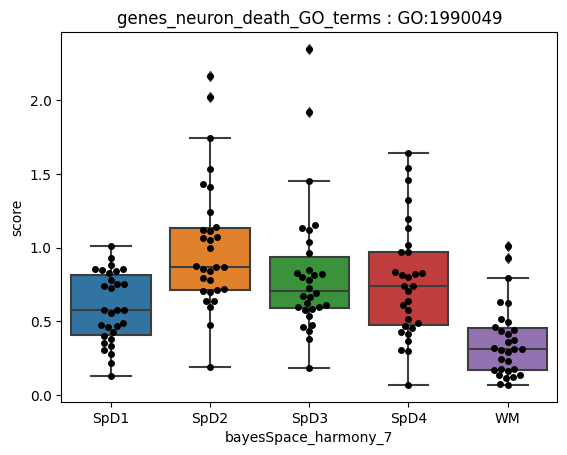 genes_neuron_death_GO_terms : GO:1990049
score
2.0
1.5
1.0
0.5
0.0
SpD1 SpD2 SpD3 SpD4 WM
bayesSpace_harmony_7